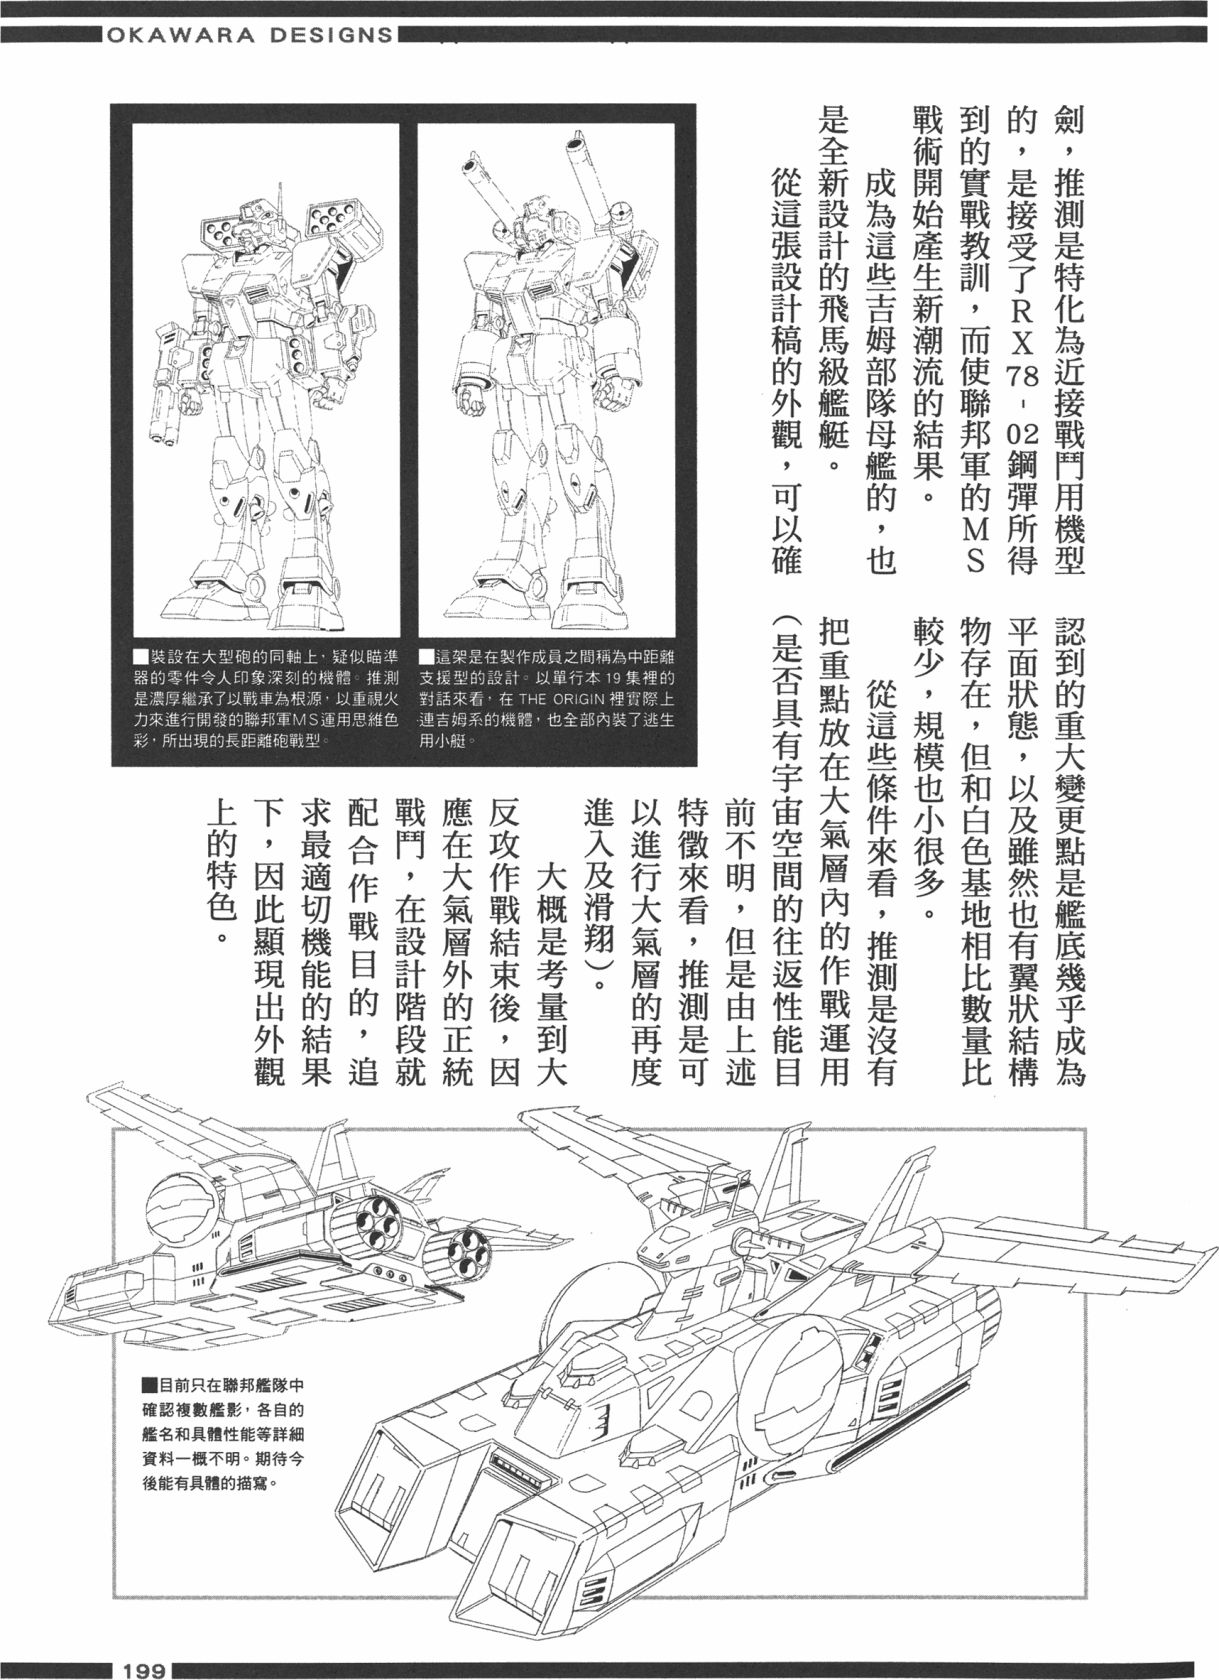 OKAWARA DESIGNS
劍，推測是特化為近接戰鬥用機型
的，是接受了RX78-02鋼彈所得
到的實戰教訓，而使聯邦軍的MS
戰術開始產生新潮流的結果。
成為這些吉姆部隊母艦的，也
是全新設計的飛馬級艦艇。
從這張設計稿的外觀，可以確
認到的重大變更點是艦底幾乎成為
平面狀態，以及雖然也有翼狀結構
物存在，但和白色基地相比數量比
較少，規模也小很多。
從這些條件來看，推測是沒有
把重點放在大氣層內的作戰運用
（是否具有宇宙空間的往返性能目
前不明，但是由上述
特徵來看，推測是可
以進行大氣層的再度
進入及滑翔）。
大概是考量到大
反攻作戰結束後，因
應在大氣層外的正統
戰鬥，在設計階段就
配合作戰目的，追
求最適切機能的結果
下，因此顯現出外觀
上的特色。
■這架是在製作成員之間稱為中距離
支援型的設計。以單行本19集裡的
對話來看，在THE ORIGIN裡實際上
連吉姆系的機體，也全部內裝了逃生
用小艇。
■裝設在大型砲的同軸上，疑似瞄準
器的零件令人印象深刻的機體。推測
是濃厚繼承了以戰車為根源，以重視火
力來進行開發的聯邦軍MS運用思維色
彩，所出現的長距離砲戰型。
■目前只在聯邦艦隊中
確認複數艦影，各自的
艦名和具體性能等詳細
資料一概不明。期待今
後能有具體的描寫。
199